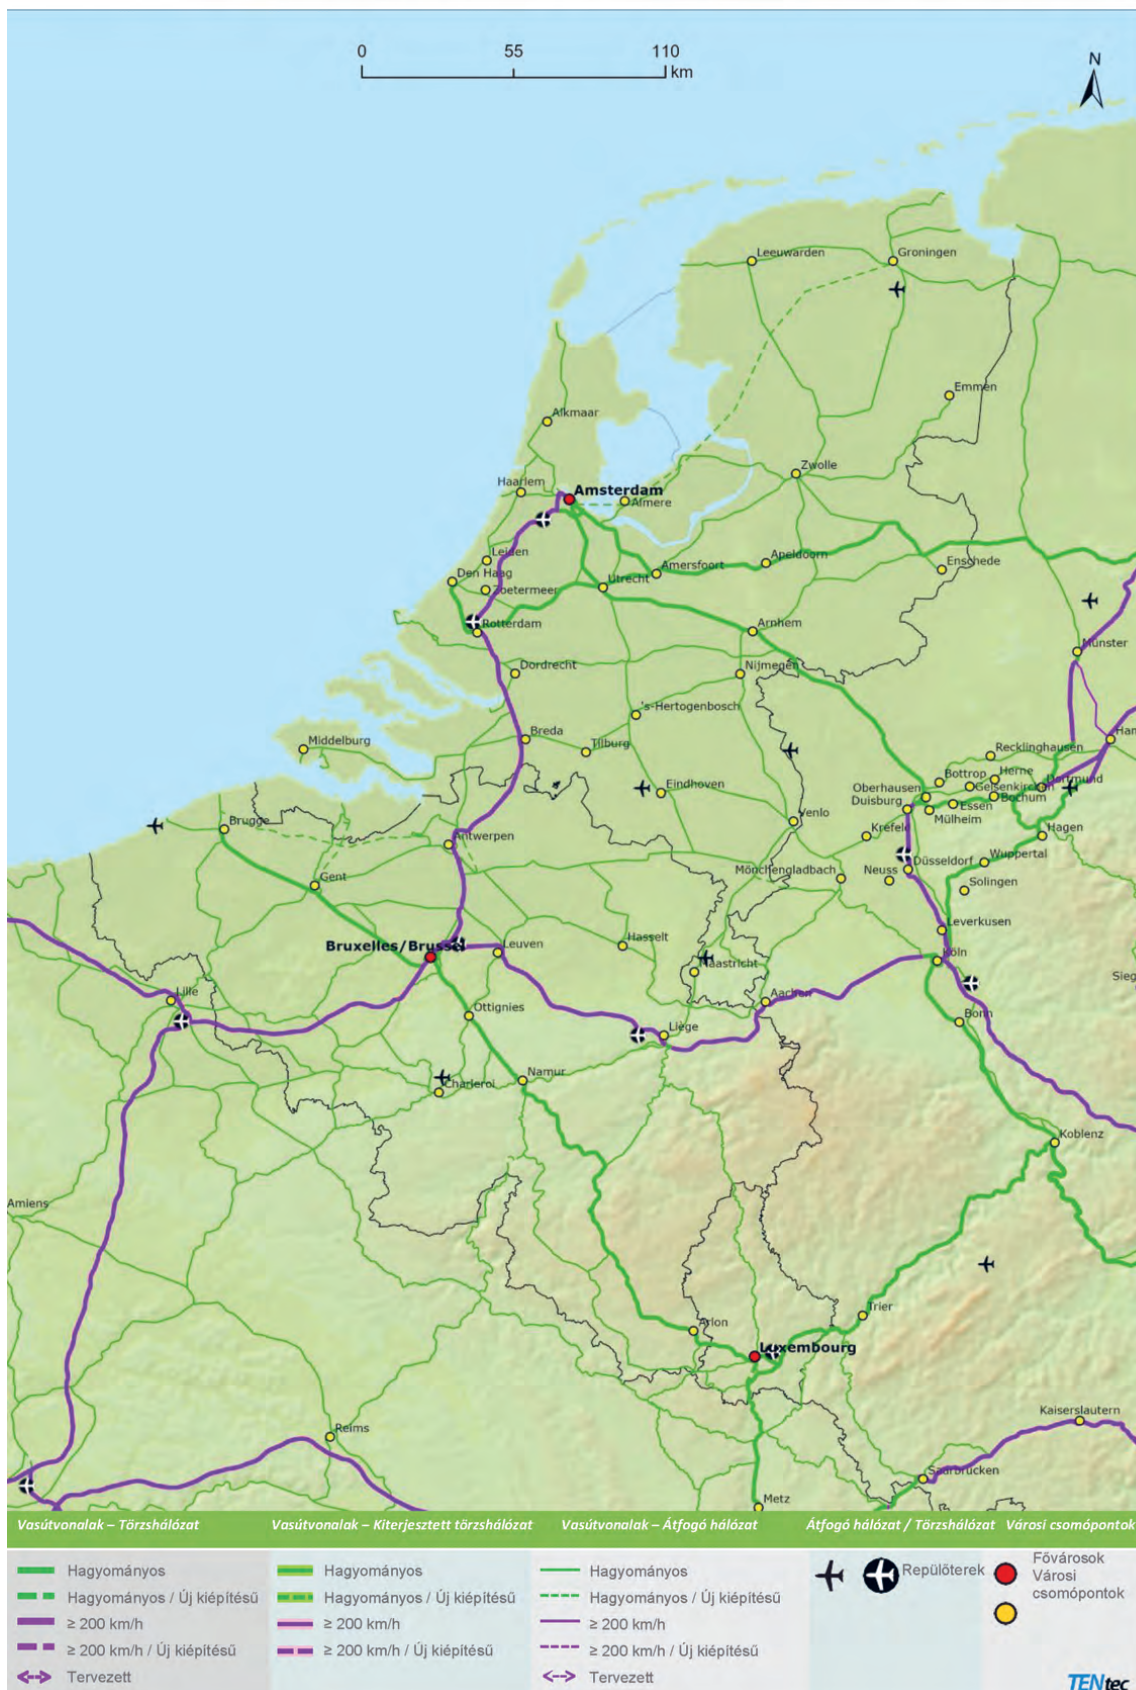 0 55 110
km
N
Leeuwarden
Groningen
Emmen
Alkmaar
Zwolle
Haarlem
Amsterdam
Almere
Leiden
Apeldoorn
Enschede
Den Haag
Amersfoort
Utrecht
Zoetermeer
Rotterdam
Arnhem
Münster
Dordrecht
Nijmegen
's-Hertogenbosch
Breda
Middelburg
Tilburg
Ham
Recklinghausen
Eindhoven
Bottrop
Herne
Oberhausen
Gelsenkirchen
Dortmund
Duisburg
Essen
Bochum
Mülheim
Brugge
Venlo
Krefeld
Hagen
Antwerpen
Wuppertal
Düsseldorf
Mönchengladbach
Neuss
Gent
Solingen
Leverkusen
Hasselt
Bruxelles/Brussel
Leuven
Köln
Maastricht
Sieg
Lille
Aachen
Ottignies
Bonn
Liège
Namur
Charleroi
Koblenz
Amiens
Trier
Arlon
Luxembourg
Kaiserslautern
Reims
Saarbrücken
Metz
Vasútvonalak – Törzshálózat Vasútvonalak – Kiterjesztett törzshálózat Vasútvonalak – Átfogó hálózat Átfogó hálózat / Törzshálózat Városi csomópontok
Hagyományos
Hagyományos / Új kiépítésű
≥ 200 km/h
≥ 200 km/h / Új kiépítésű
Tervezett
Hagyományos
Hagyományos / Új kiépítésű
≥ 200 km/h
≥ 200 km/h / Új kiépítésű
Hagyományos
Hagyományos / Új kiépítésű
≥ 200 km/h
≥ 200 km/h / Új kiépítésű
Tervezett
Repülőterek
Fővárosok
Városi
csomópontok
TENtec